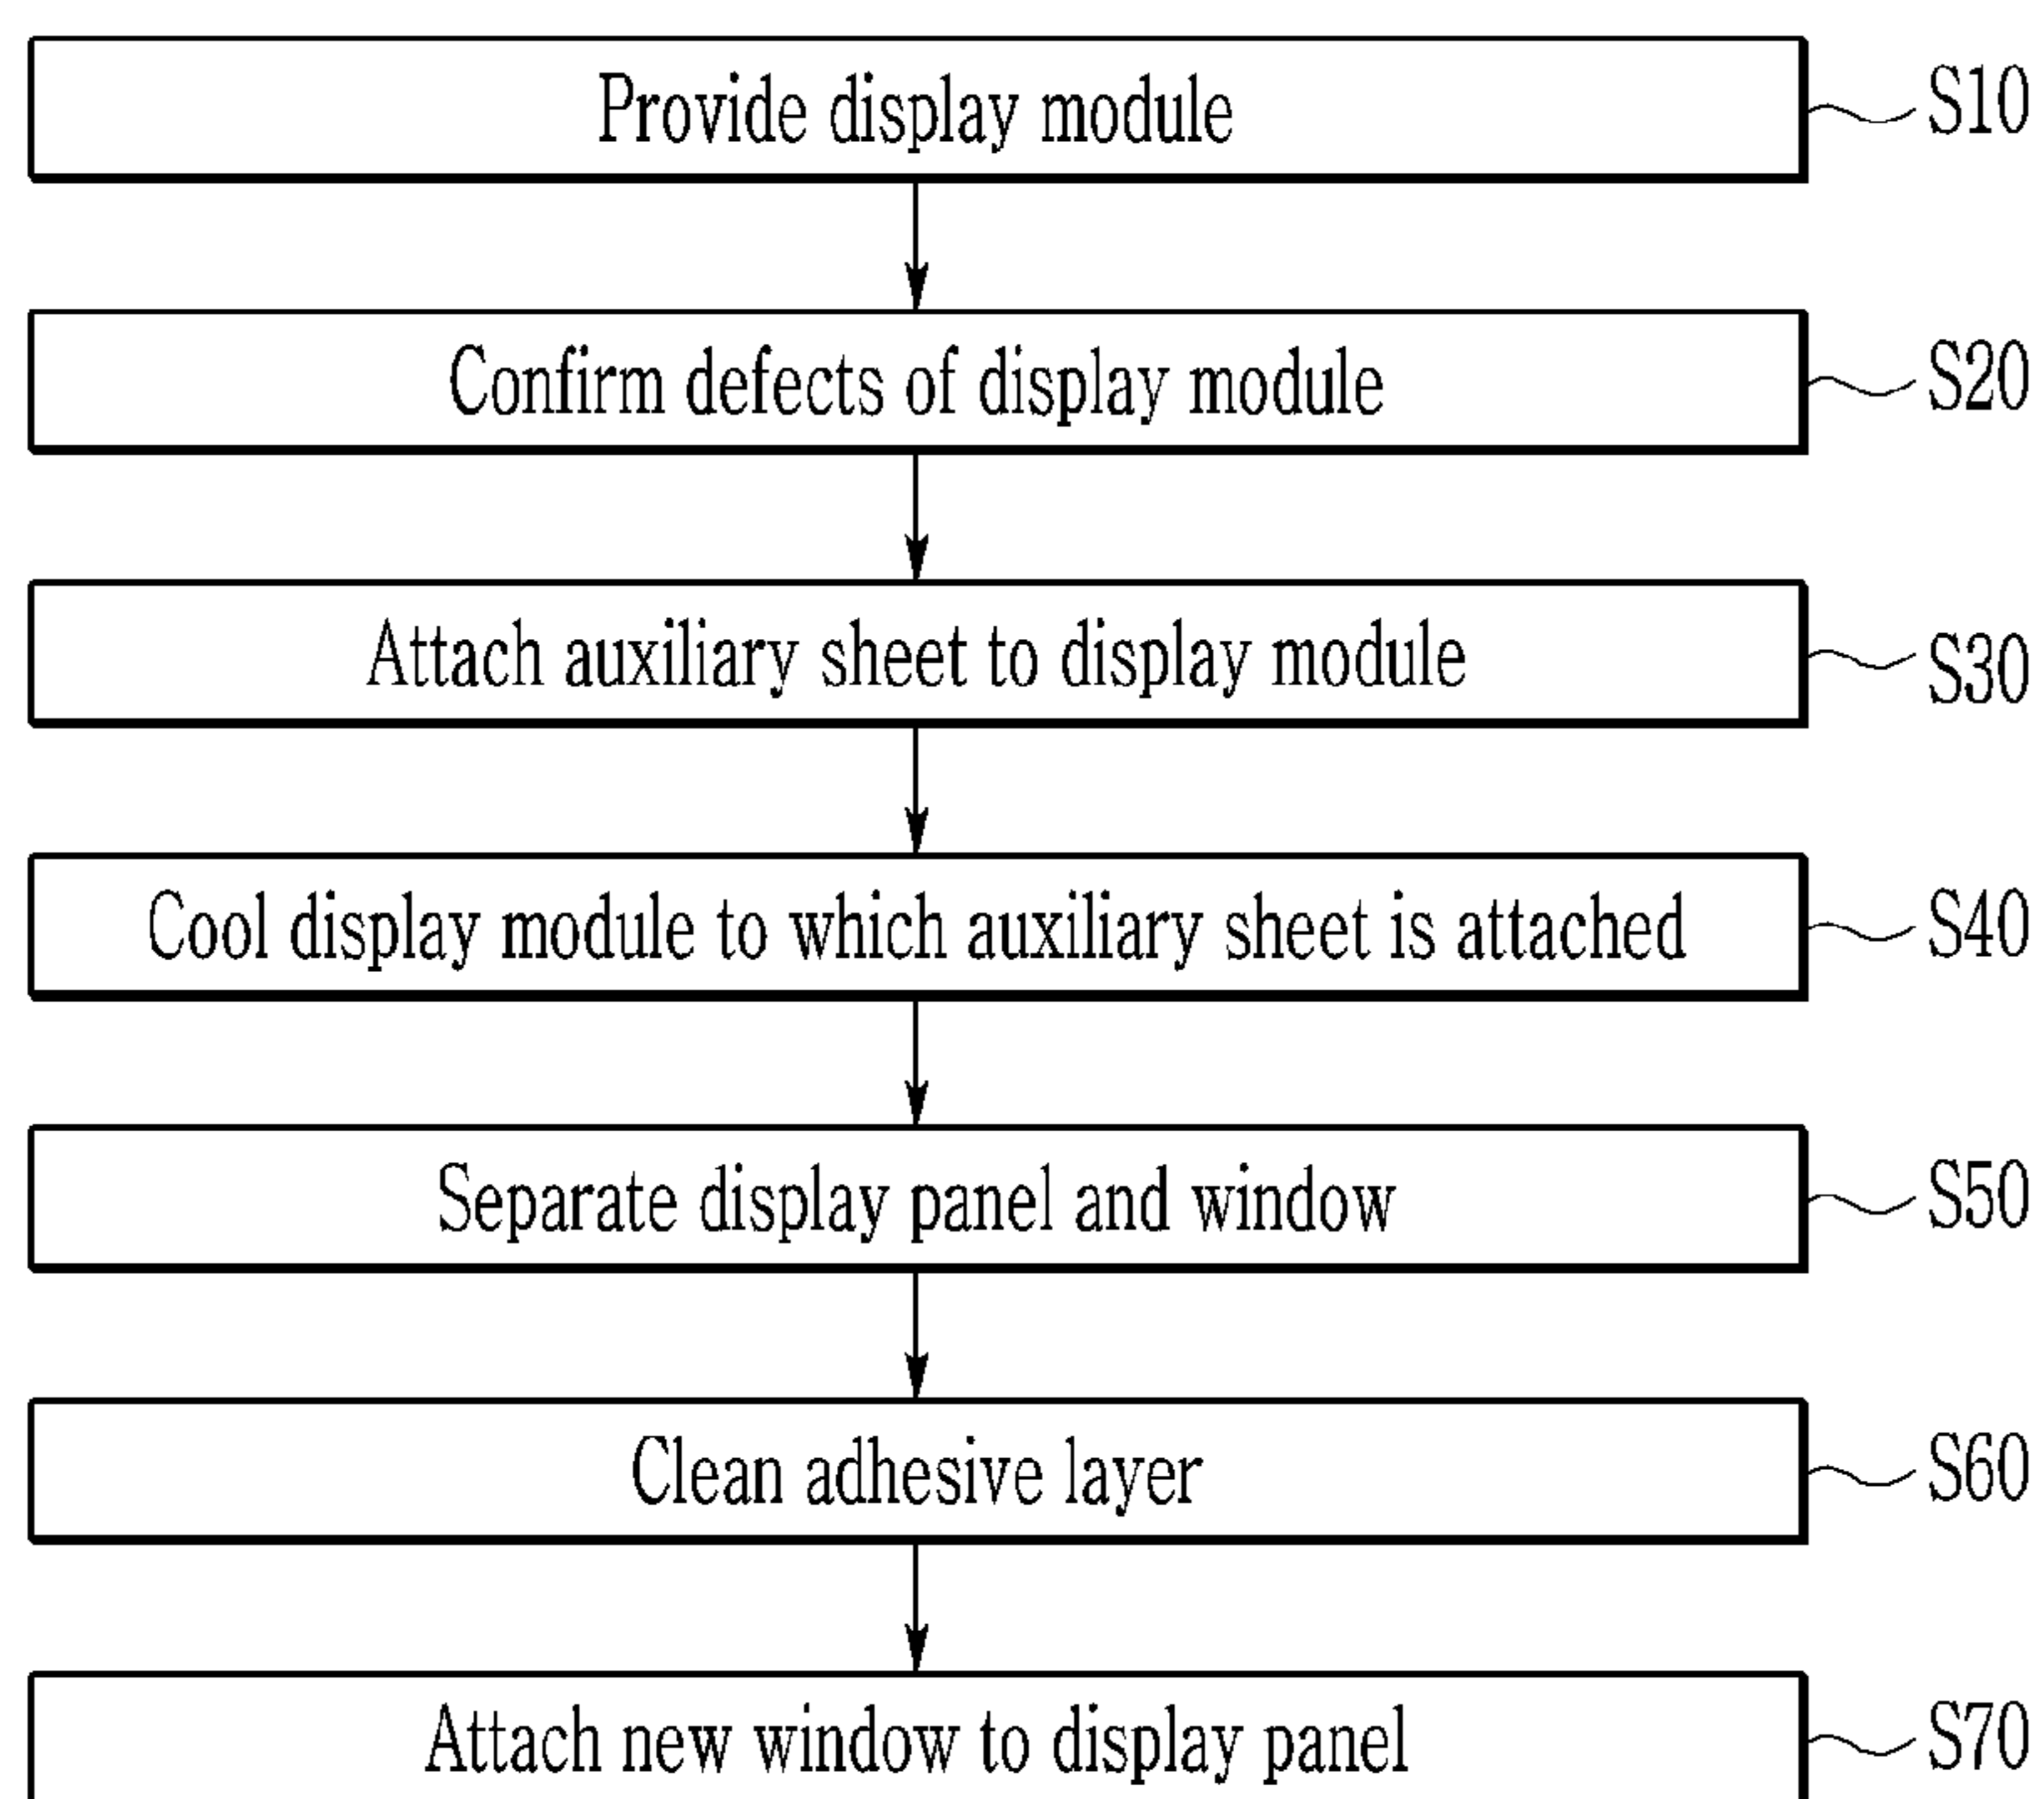 Provide display module S10
Confirm defects of display module S20
Attach auxiliary sheet to display module S30
Cool display module to which auxiliary sheet is attached S40
Separate display panel and window S50
Clean adhesive layer S60
Attach new window to display panel S70